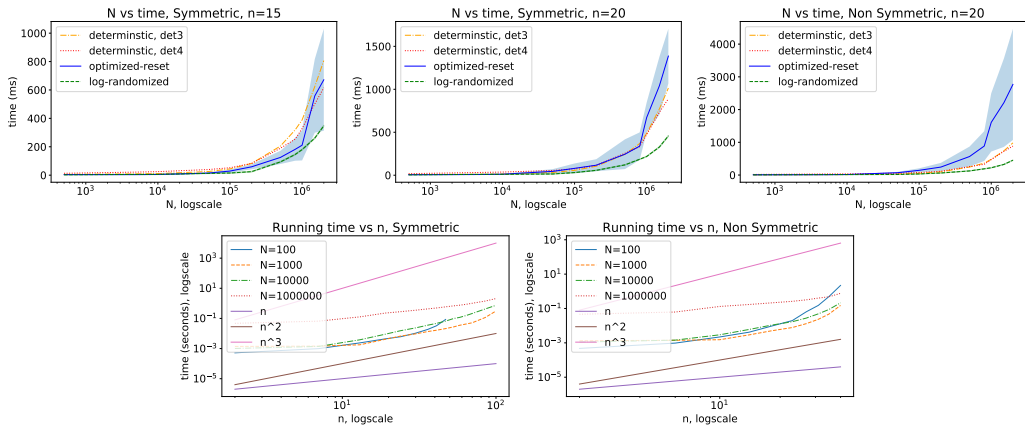 N vs time, Symmetric, n=15
time (ms)
1000
800
600
400
200
0
determinstic, det3
determinstic, det4
optimized-reset
log-randomized
10^3
10^4
10^5
10^6
N, logscale
N vs time, Symmetric, n=20
time (ms)
1500
1000
500
0
determinstic, det3
determinstic, det4
optimized-reset
log-randomized
10^3
10^4
10^5
10^6
N, logscale
N vs time, Non Symmetric, n=20
time (ms)
4000
3000
2000
1000
0
determinstic, det3
determinstic, det4
optimized-reset
log-randomized
10^3
10^4
10^5
10^6
N, logscale
Running time vs n, Symmetric
time (seconds), logscale
10^3
10^1
10^−1
10^−3
10^−5
N=100
N=1000
N=10000
N=1000000
n
n^2
n^3
10^1
10^2
n, logscale
Running time vs n, Non Symmetric
time (seconds), logscale
10^3
10^1
10^−1
10^−3
10^−5
N=100
N=1000
N=10000
N=1000000
n
n^2
n^3
10^1
n, logscale